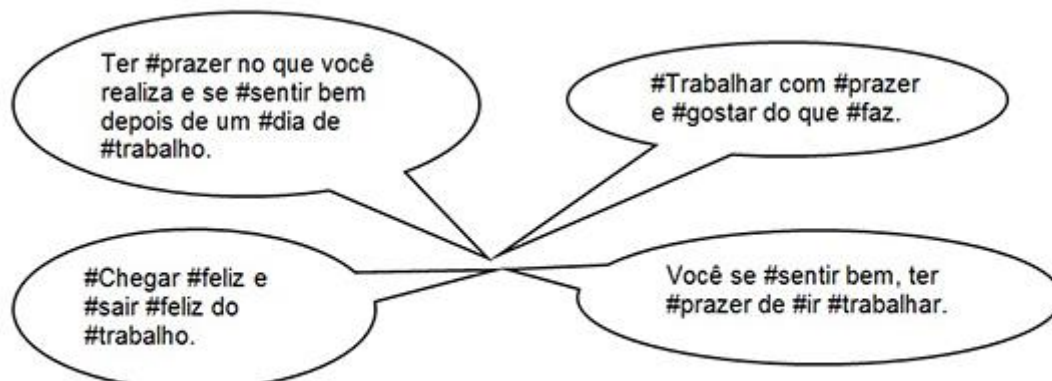 Ter #prazer no que você
realiza e se #sentir bem
depois de um #dia de
#trabalho.
#Trabalhar com #prazer
e #gostar do que #faz.
#Chegar #feliz e
#sair #feliz do
#trabalho.
Você se #sentir bem, ter
#prazer de #ir #trabalhar.